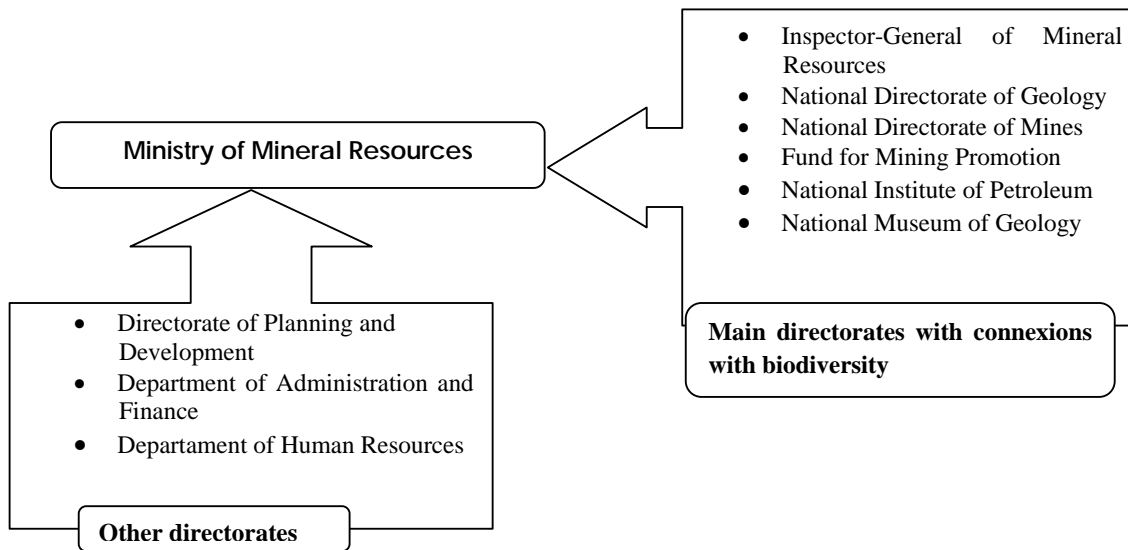 Ministry of Mineral Resources
• Inspector-General of Mineral
Resources
• National Directorate of Geology
• National Directorate of Mines
• Fund for Mining Promotion
• National Institute of Petroleum
• National Museum of Geology
Main directorates with connexions
with biodiversity
• Directorate of Planning and
Development
• Department of Administration and
Finance
• Departament of Human Resources
Other directorates